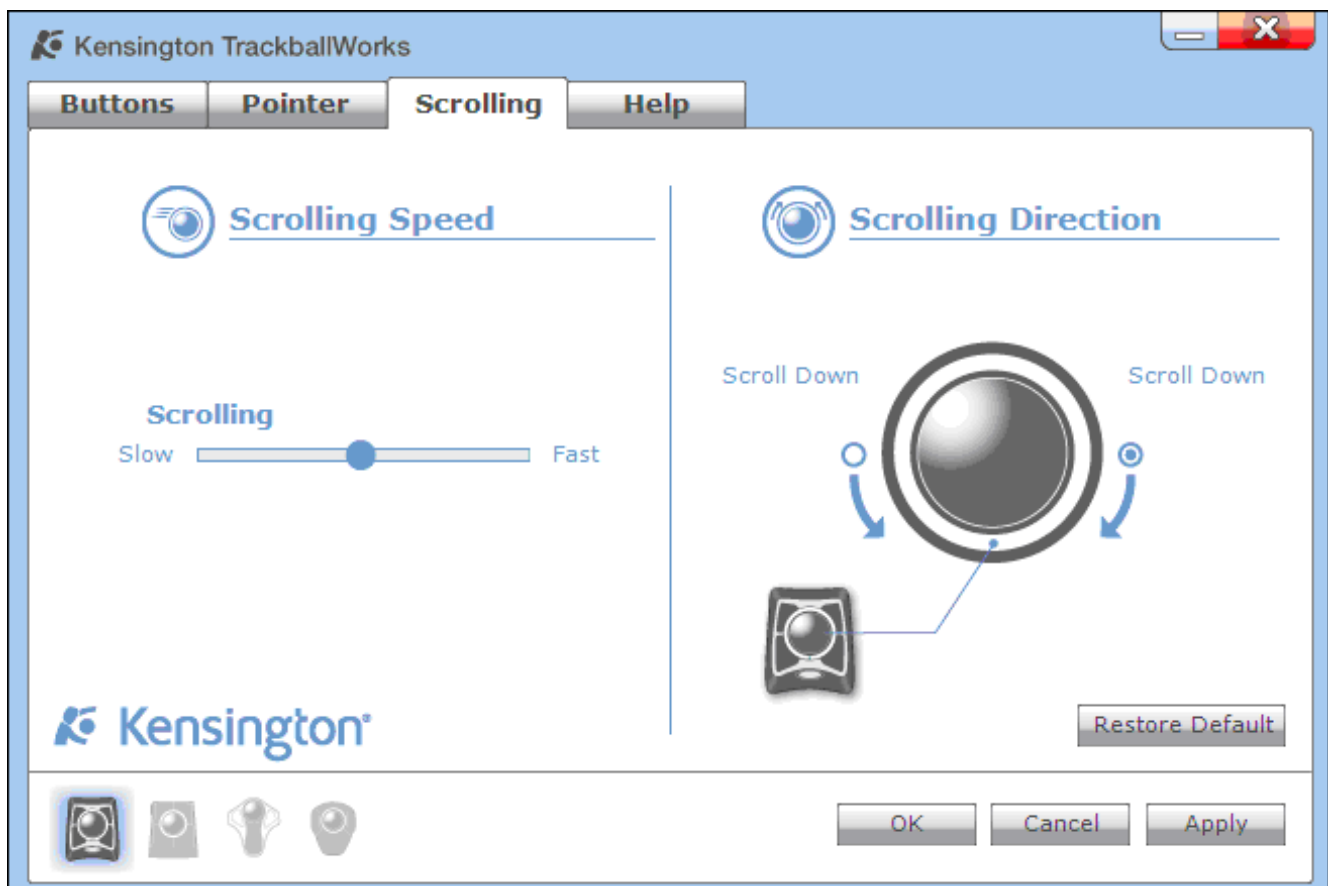 Kensington TrackballWorks
Buttons Pointer Scrolling Help
Scrolling Speed
Scrolling
Slow Fast
Scrolling Direction
Scroll Down Scroll Down
Kensington®
Restore Default
OK Cancel Apply